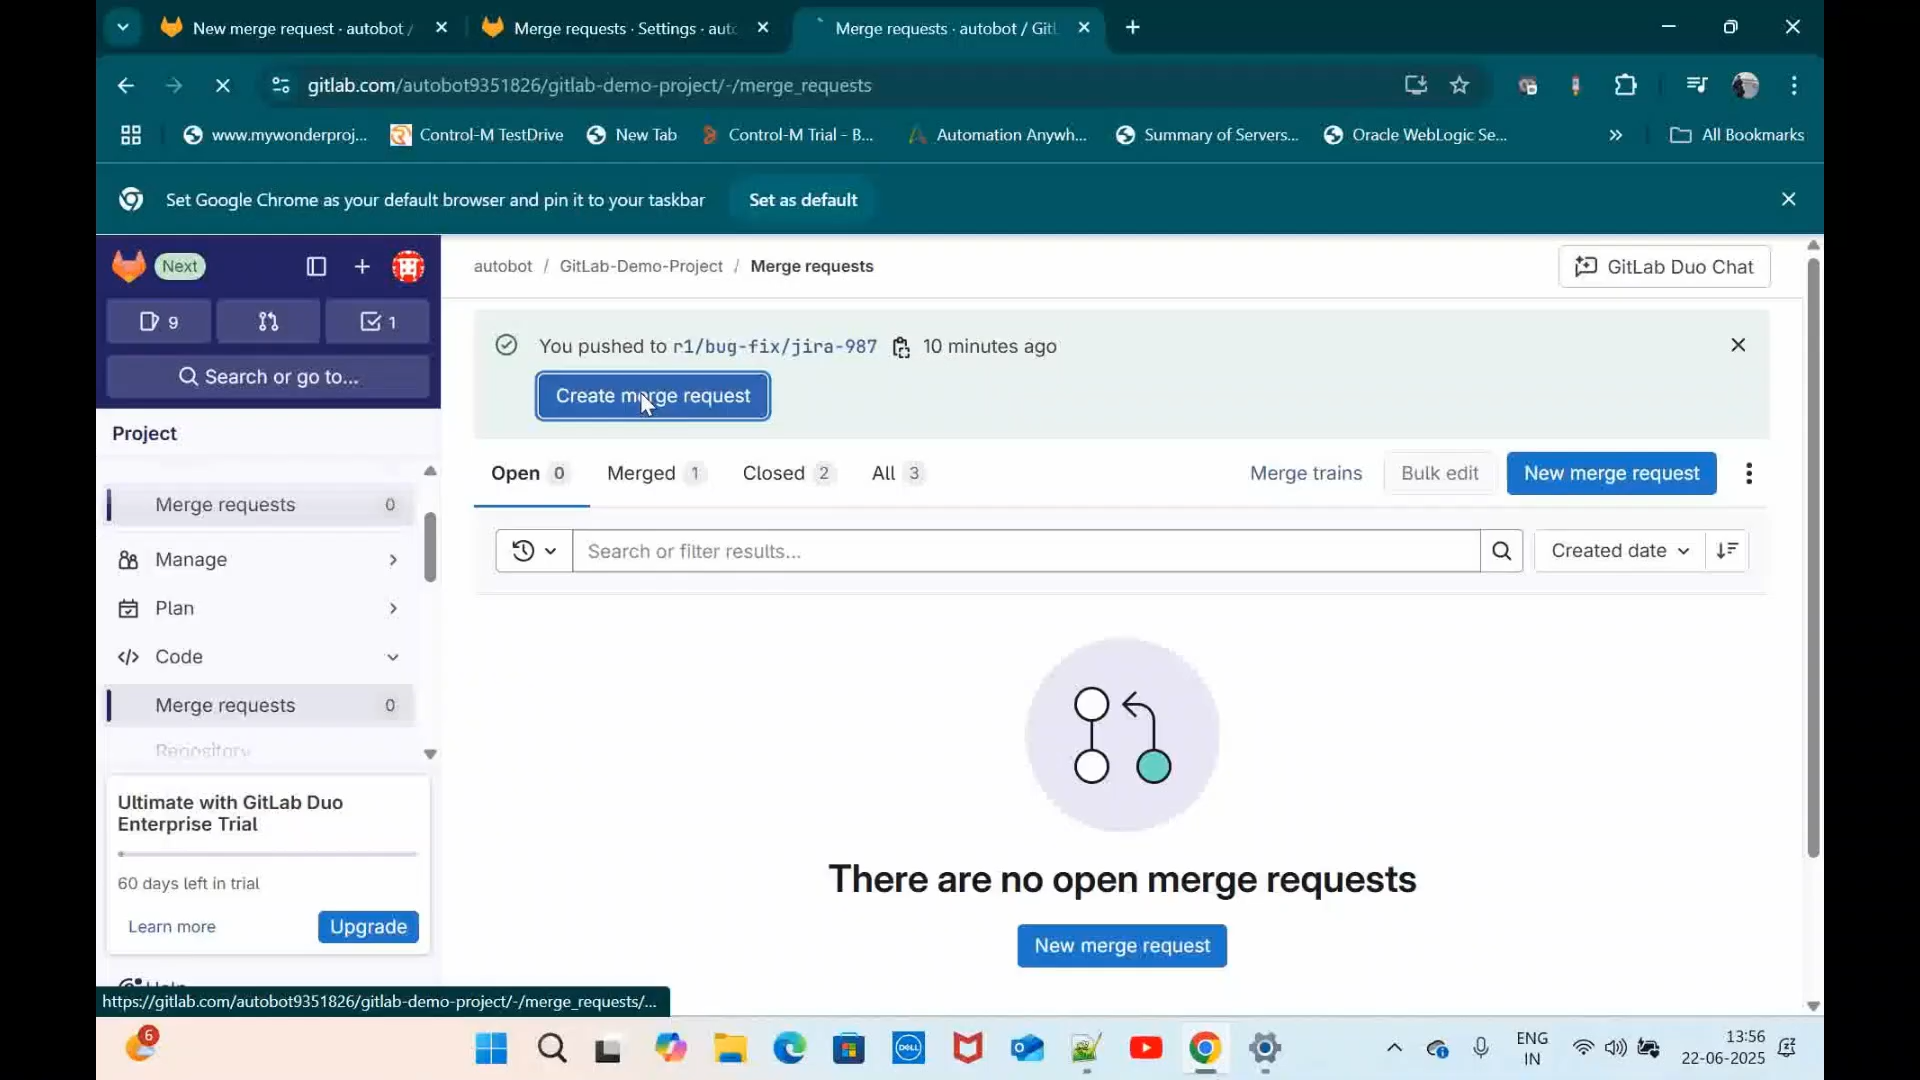 New merge request · autobot /
Merge requests · Settings · aut
Merge requests · autobot / Git
gitlab.com/autobot9351826/gitlab-demo-project/-/merge_requests
www.mywonderproj...
Control-M TestDrive
New Tab
Control-M Trial - B...
Automation Anywh...
Summary of Servers...
Oracle WebLogic Se...
All Bookmarks
Set Google Chrome as your default browser and pin it to your taskbar
Set as default
Next
9
1
Search or go to...
Project
Merge requests 0
Manage
Plan
Code
Merge requests 0
Repository
Ultimate with GitLab Duo
Enterprise Trial
60 days left in trial
Learn more
Upgrade
https://gitlab.com/autobot9351826/gitlab-demo-project/-/merge_requests/...
autobot / GitLab-Demo-Project / Merge requests
GitLab Duo Chat
You pushed to r1/bug-fix/jira-987 10 minutes ago
Create merge request
Open 0
Merged 1
Closed 2
All 3
Merge trains
Bulk edit
New merge request
Search or filter results...
Created date
There are no open merge requests
New merge request
6
DELL
ENG
IN
13:56
22-06-2025